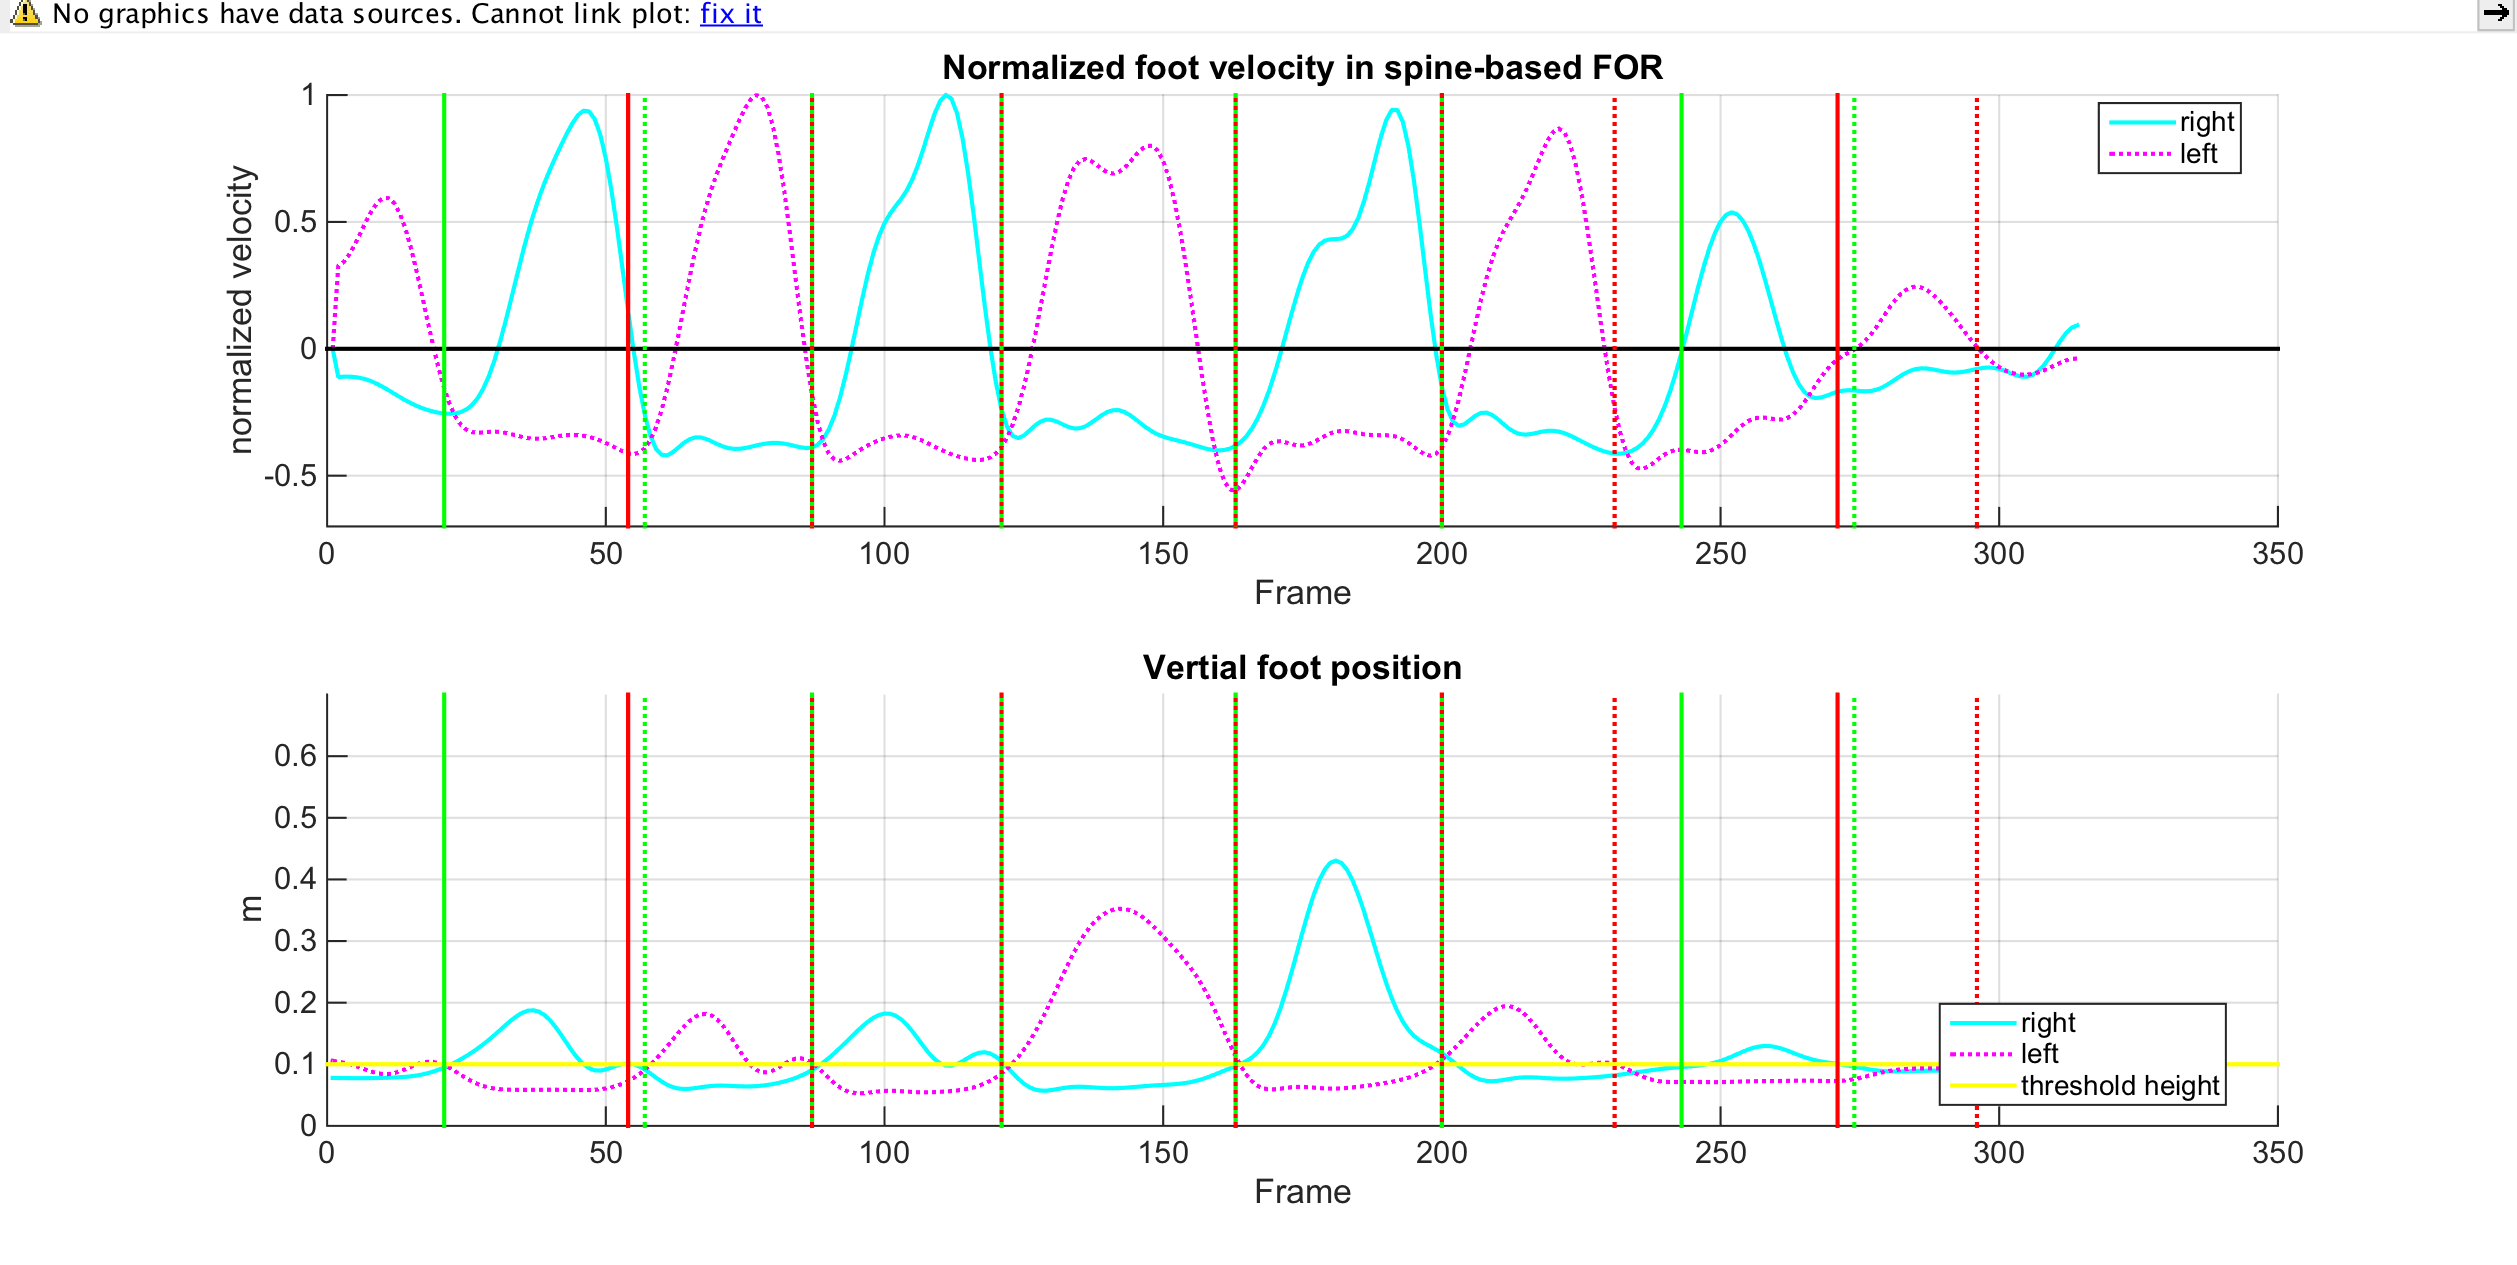 No graphics have data sources. Cannot link plot: fix it
Normalized foot velocity in spine-based FOR
1
0.5
0
-0.5
normalized velocity
right
left
0 50 100 150 200 250 300 350
Frame
Vertial foot position
0.6
0.5
0.4
0.3
0.2
0.1
0
m
right
left
threshold height
0 50 100 150 200 250 300 350
Frame